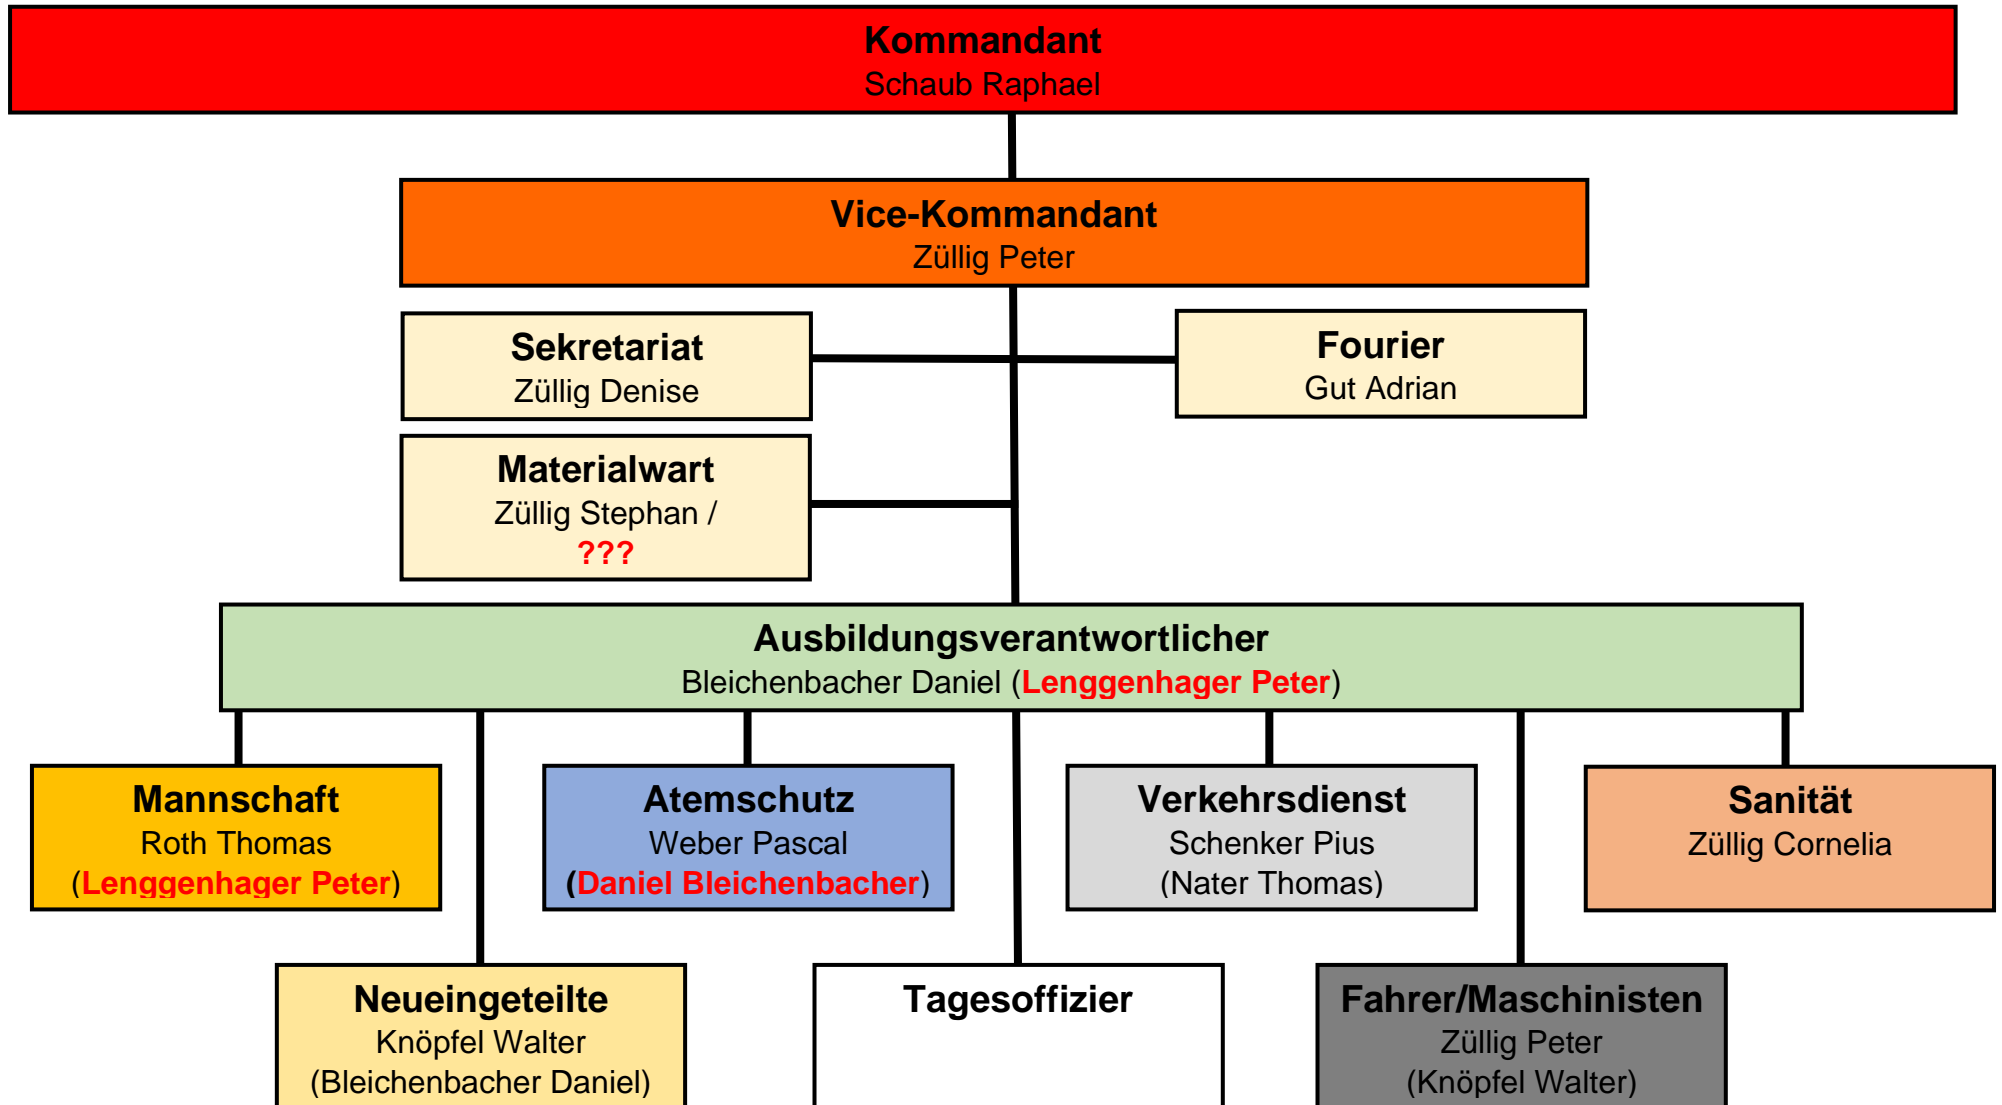 Kommandant
Schaub Raphael
Vice-Kommandant
Züllig Peter
Sekretariat
Züllig Denise
Fourier
Gut Adrian
Materialwart
Züllig Stephan /
???
Ausbildungsverantwortlicher
Bleichenbacher Daniel (Lenggenhager Peter)
Mannschaft
Roth Thomas
(Lenggenhager Peter)
Atemschutz
Weber Pascal
(Daniel Bleichenbacher)
Verkehrsdienst
Schenker Pius
(Nater Thomas)
Sanität
Züllig Cornelia
Neueingeteilte
Knöpfel Walter
(Bleichenbacher Daniel)
Tagesoffizier
Fahrer/Maschinisten
Züllig Peter
(Knöpfel Walter)